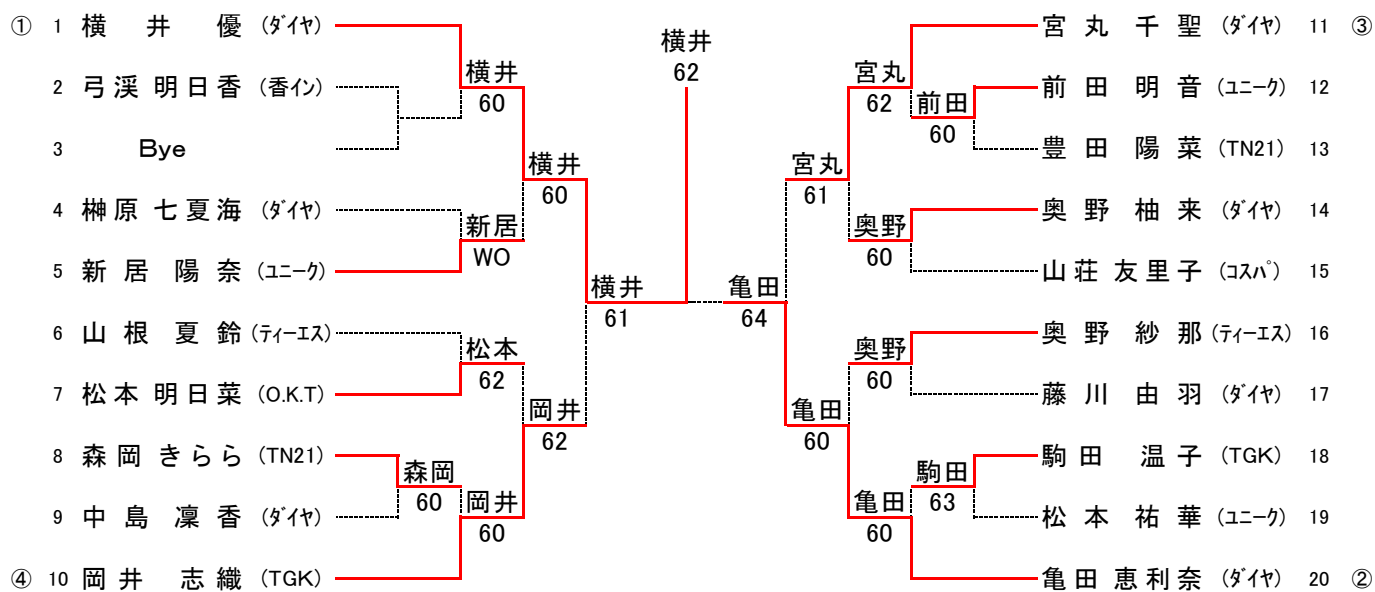 ① 1 横井 優 (ダイヤ)
2 弓渓 明日香 (香イン)
3 Bye
4 榊原 七夏海 (ダイヤ)
5 新居 陽奈 (ユニーク)
6 山根 夏鈴 (ティーエス)
7 松本 明日菜 (O.K.T)
8 森岡 きらら (TN21)
9 中島 凜香 (ダイヤ)
④ 10 岡井 志織 (TGK)
横井
60
新居
WO
松本
62
森岡
60
岡井
60
横井
60
岡井
62
横井
61
横井
62
亀田
64
宮丸
61
亀田
60
宮丸
62
前田
60
奥野
60
奥野
60
駒田
63
亀田
60
宮丸 千聖 (ダイヤ) 11 ③
前田 明音 (ユニーク) 12
豊田 陽菜 (TN21) 13
奥野 柚来 (ダイヤ) 14
山荘 友里子 (コスパ) 15
奥野 紗那 (ティーエス) 16
藤川 由羽 (ダイヤ) 17
駒田 温子 (TGK) 18
松本 祐華 (ユニーク) 19
亀田 恵利奈 (ダイヤ) 20 ②